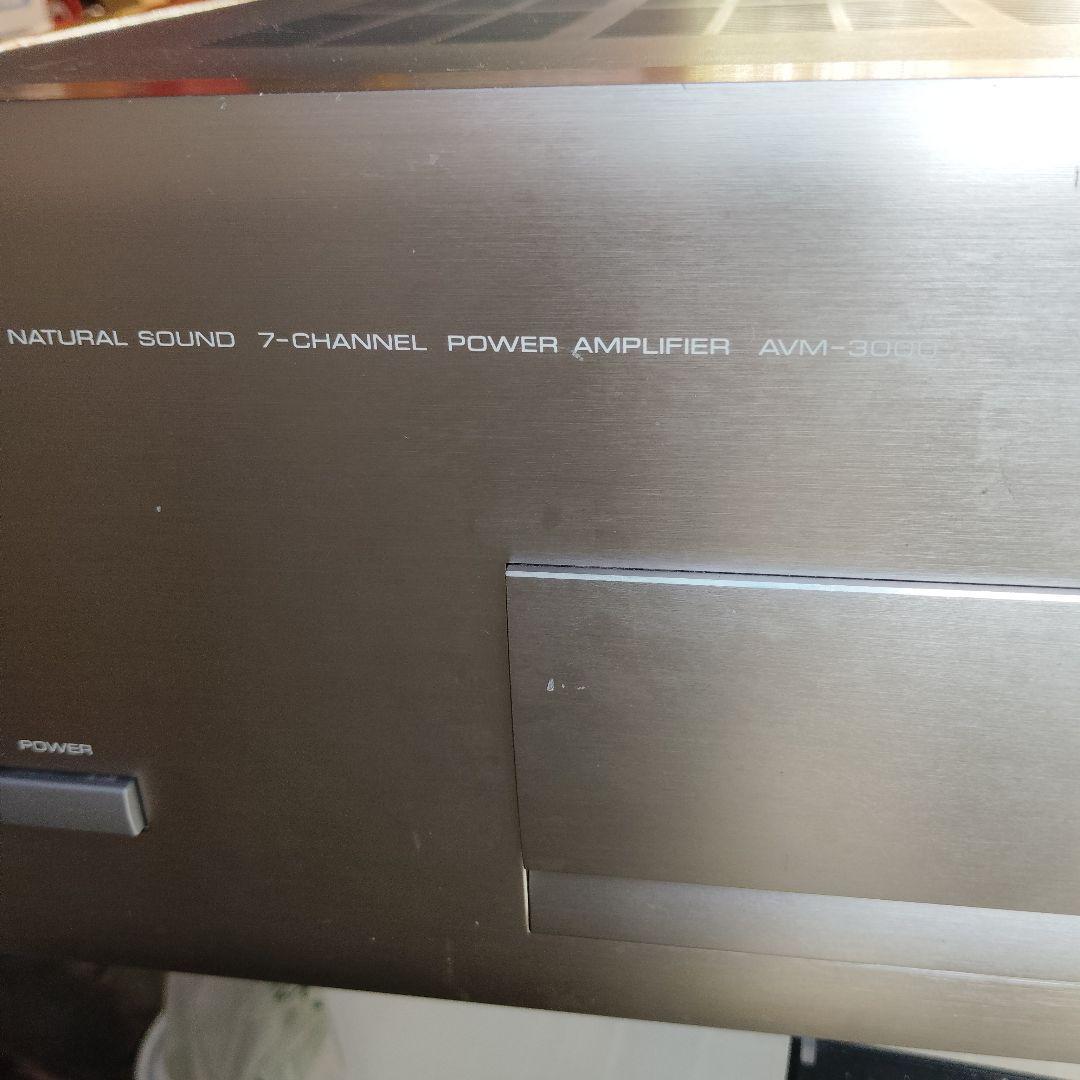 NATURAL SOUND 7-CHANNEL POWER AMPLIFIER AVM-3000
POWER